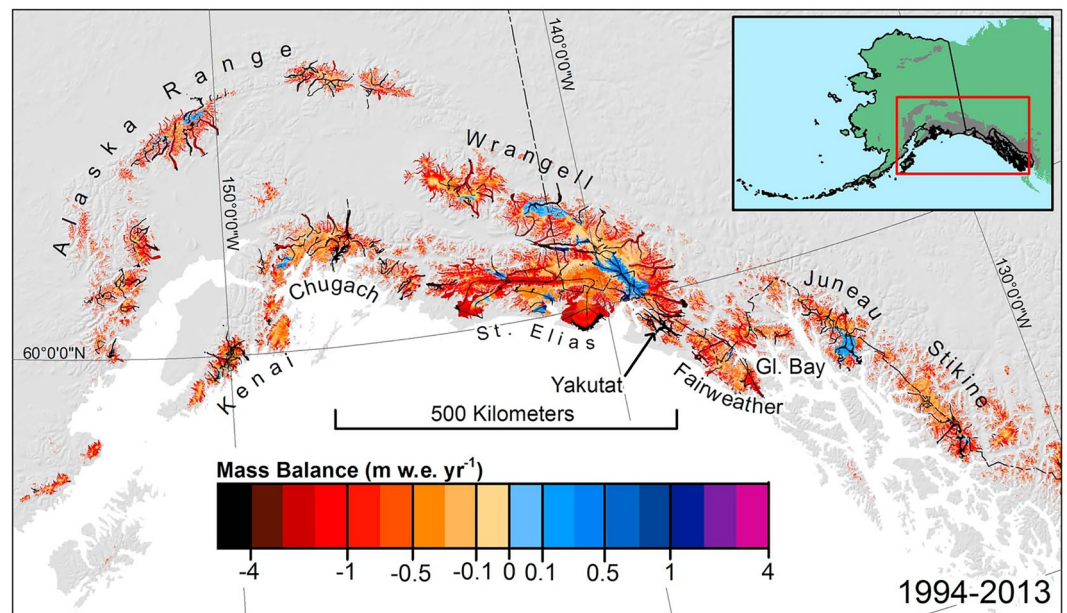 Alaska Range
140°0'0"W
Wrangell
150°0'0"W
Chugach
Juneau
130°0'0"W
St. Elias
60°0'0"N
Kenai
Yakutat
Fairweather
Gl. Bay
Stikine
500 Kilometers
Mass Balance (m w.e. yr-1)
-4 -1 -0.5 -0.1 0 0.1 0.5 1 4
1994-2013